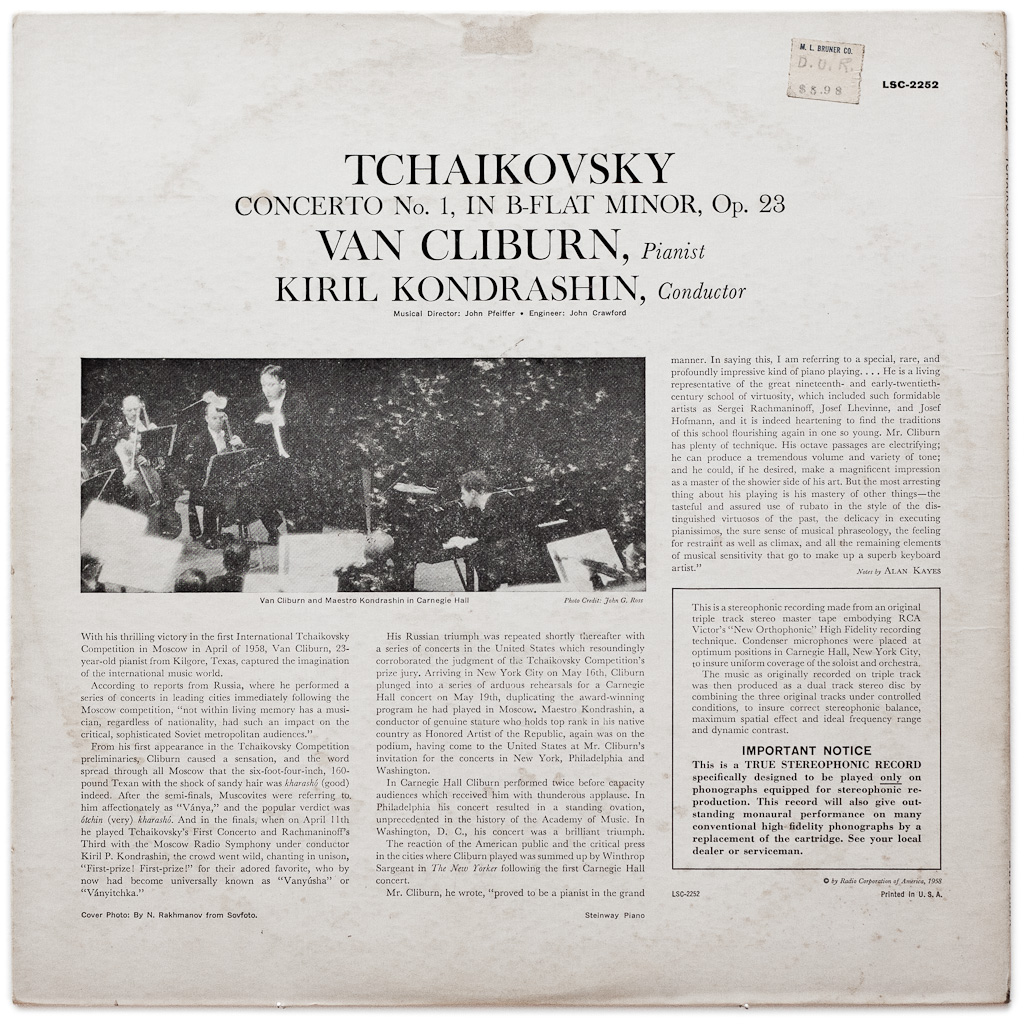 M. L. BRUNER CO.
D.O.R.
$5.98
LSC-2252
TCHAIKOVSKY
CONCERTO No. 1, IN B-FLAT MINOR, Op. 23
VAN CLIBURN, Pianist
KIRIL KONDRASHIN, Conductor
Musical Director: John Pfeiffer • Engineer: John Crawford
Van Cliburn and Maestro Kondrashin in Carnegie Hall
Photo Credit: John G. Ross
With his thrilling victory in the first International Tchaikovsky
Competition in Moscow in April of 1958, Van Cliburn, 23-
year-old pianist from Kilgore, Texas, captured the imagination
of the international music world.
According to reports from Russia, where he performed a
series of concerts in leading cities immediately following the
Moscow competition, "not within living memory has a musi-
cian, regardless of nationality, had such an impact on the
critical, sophisticated Soviet metropolitan audiences."
From his first appearance in the Tchaikovsky Competition
preliminaries, Cliburn caused a sensation, and the word
spread through all Moscow that the six-foot-four-inch, 160-
pound Texan with the shock of sandy hair was kharashó (good)
indeed. After the semi-finals, Muscovites were referring to
him affectionately as "Ványa," and the popular verdict was
ótchin (very) kharashó. And in the finals, when on April 11th
he played Tchaikovsky's First Concerto and Rachmaninoff's
Third with the Moscow Radio Symphony under conductor
Kiril P. Kondrashin, the crowd went wild, chanting in unison,
"First-prize! First-prize!" for their adored favorite, who by
now had become universally known as "Vanyúsha" or
"Ványitchka."
Cover Photo: By N. Rakhmanov from Sovfoto.
His Russian triumph was repeated shortly thereafter with
a series of concerts in the United States which resoundingly
corroborated the judgment of the Tchaikovsky Competition's
prize jury. Arriving in New York City on May 16th, Cliburn
plunged into a series of arduous rehearsals for a Carnegie
Hall concert on May 19th, duplicating the award-winning
program he had played in Moscow. Maestro Kondrashin, a
conductor of genuine stature who holds top rank in his native
country as Honored Artist of the Republic, again was on the
podium, having come to the United States at Mr. Cliburn's
invitation for the concerts in New York, Philadelphia and
Washington.
In Carnegie Hall Cliburn performed twice before capacity
audiences which received him with thunderous applause. In
Philadelphia his concert resulted in a standing ovation,
unprecedented in the history of the Academy of Music. In
Washington, D. C., his concert was a brilliant triumph.
The reaction of the American public and the critical press
in the cities where Cliburn played was summed up by Winthrop
Sargeant in The New Yorker following the first Carnegie Hall
concert.
Mr. Cliburn, he wrote, "proved to be a pianist in the grand
Steinway Piano
manner. In saying this, I am referring to a special, rare, and
profoundly impressive kind of piano playing. . . . He is a living
representative of the great nineteenth- and early-twentieth-
century school of virtuosity, which included such formidable
artists as Sergei Rachmaninoff, Josef Lhevinne, and Josef
Hofmann, and it is indeed heartening to find the traditions
of this school flourishing again in one so young. Mr. Cliburn
has plenty of technique. His octave passages are electrifying;
he can produce a tremendous volume and variety of tone;
and he could, if he desired, make a magnificent impression
as a master of the showier side of his art. But the most arresting
thing about his playing is his mastery of other things—the
tasteful and assured use of rubato in the style of the dis-
tinguished virtuosos of the past, the delicacy in executing
pianissimos, the sure sense of musical phraseology, the feeling
for restraint as well as climax, and all the remaining elements
of musical sensitivity that go to make up a superb keyboard
artist."
Notes by ALAN KAYES
This is a stereophonic recording made from an original
triple track stereo master tape embodying RCA
Victor's "New Orthophonic" High Fidelity recording
technique. Condenser microphones were placed at
optimum positions in Carnegie Hall, New York City,
to insure uniform coverage of the soloist and orchestra.
The music as originally recorded on triple track
was then produced as a dual track stereo disc by
combining the three original tracks under controlled
conditions, to insure correct stereophonic balance,
maximum spatial effect and ideal frequency range
and dynamic contrast.
IMPORTANT NOTICE
This is a TRUE STEREOPHONIC RECORD
specifically designed to be played only on
phonographs equipped for stereophonic re-
production. This record will also give out-
standing monaural performance on many
conventional high fidelity phonographs by a
replacement of the cartridge. See your local
dealer or serviceman.
© by Radio Corporation of America, 1958
LSC-2252
Printed in U. S. A.